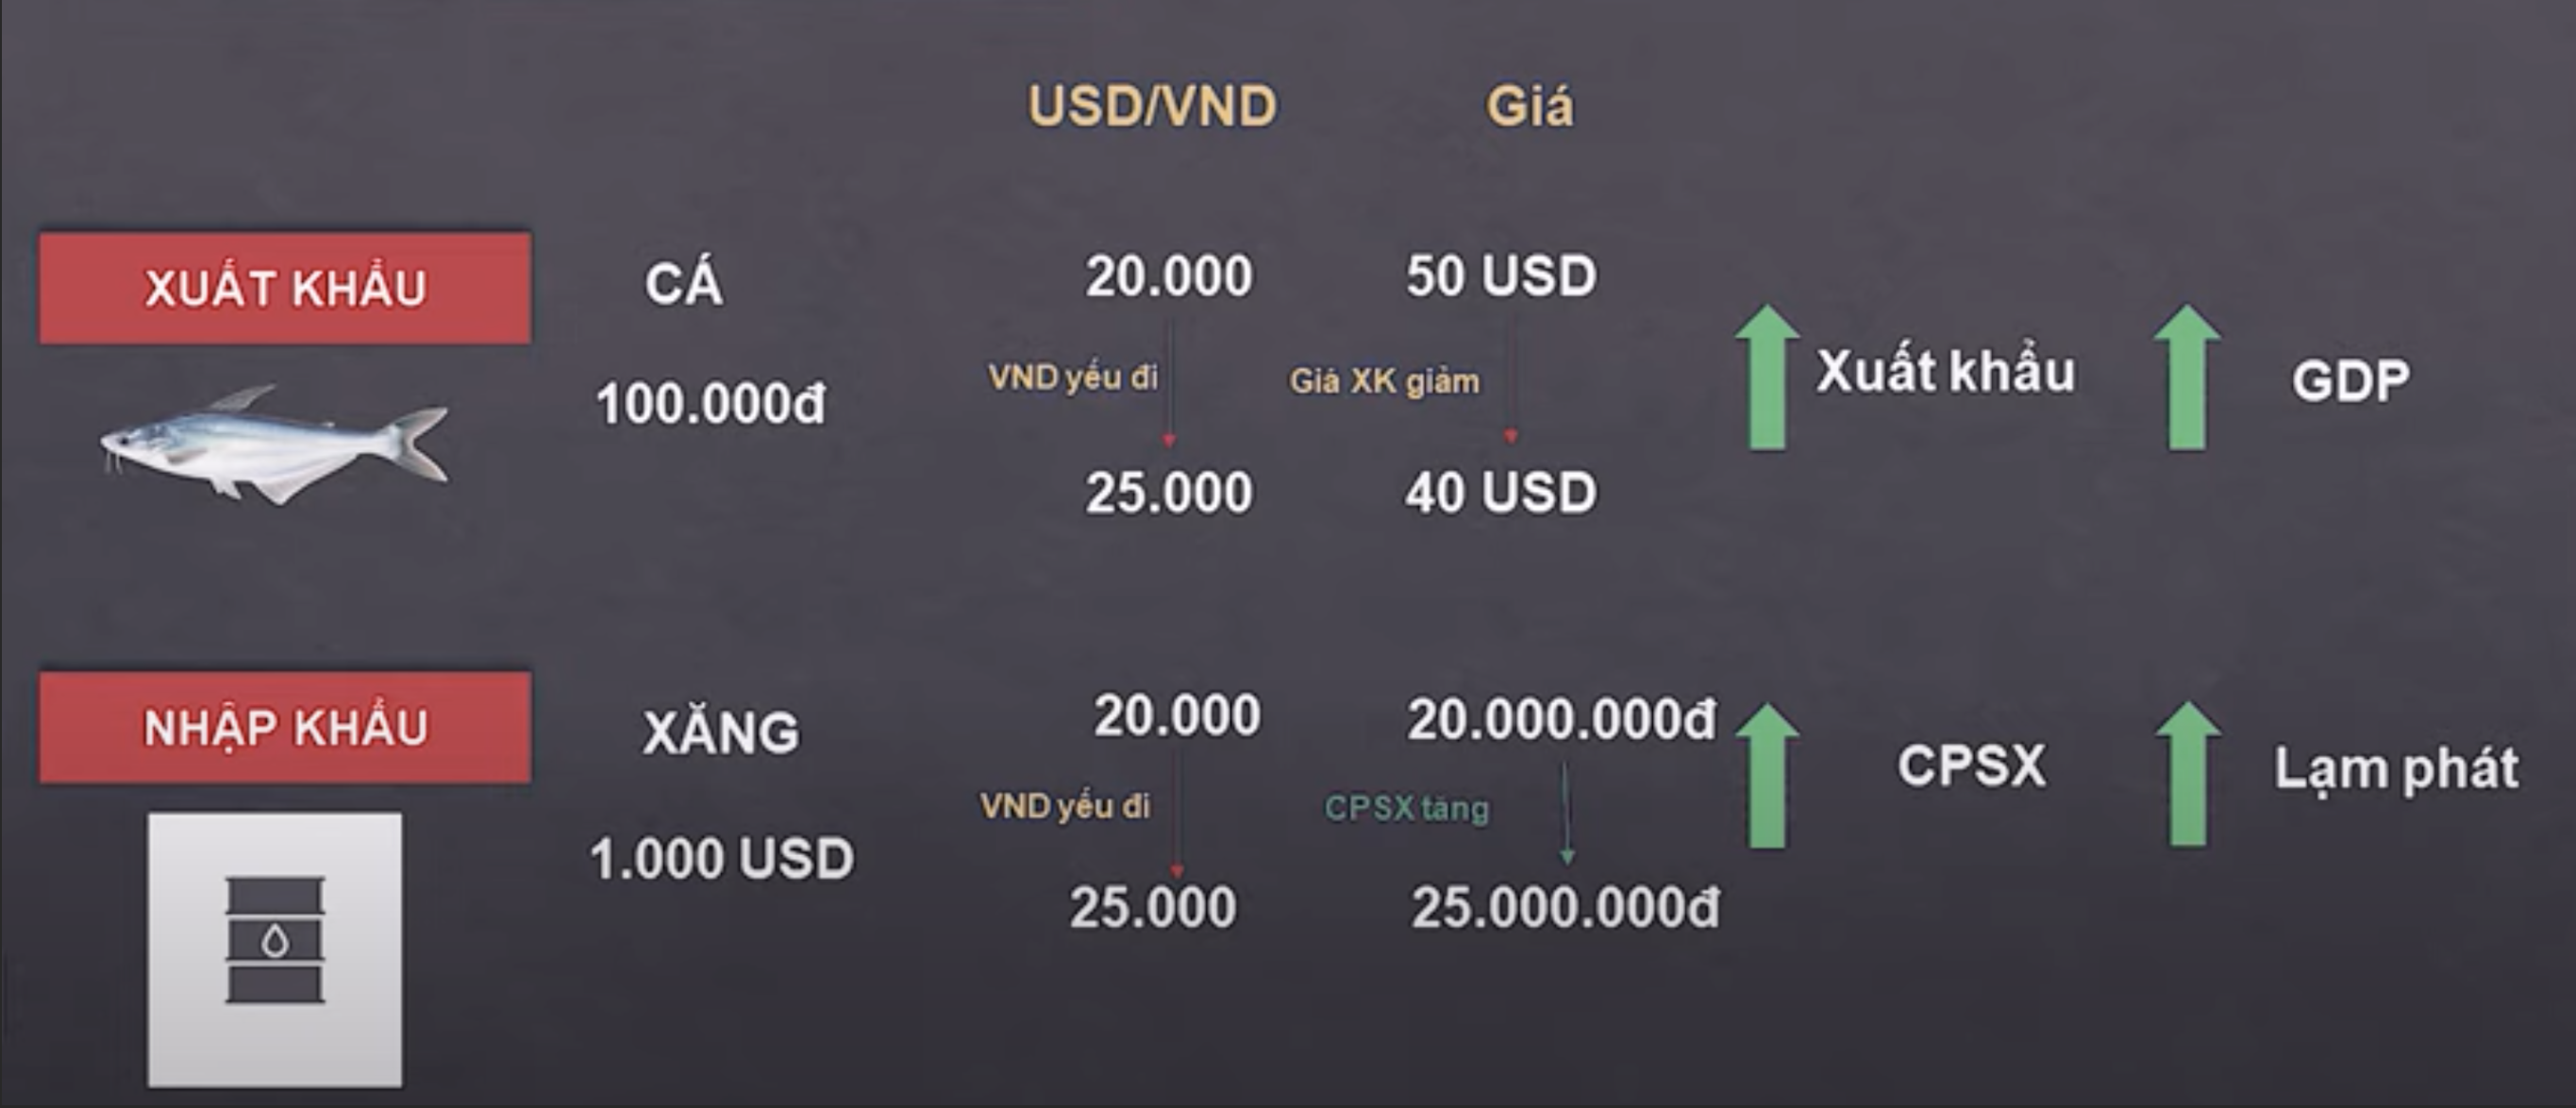 USD/VND Giá
XUẤT KHẨU CÁ 20.000 50 USD
VND yếu đi Giá XK giảm Xuất khẩu GDP
100.000đ
25.000 40 USD
NHẬP KHẨU XĂNG 20.000 20.000.000đ
VND yếu đi CPSX tăng CPSX Lạm phát
1.000 USD
25.000 25.000.000đ